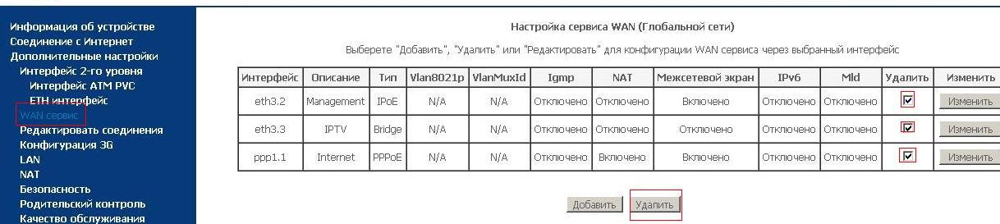 Информация об устройстве
Соединение с Интернет
Дополнительные настройки
Интерфейс 2-го уровня
Интерфейс ATM PVC
ETH интерфейс
WAN сервис
Редактировать соединения
Конфигурация 3G
LAN
NAT
Безопасность
Родительский контроль
Качество обслуживания
Настройка сервиса WAN (Глобальной сети)
Выберете "Добавить", "Удалить" или "Редактировать" для конфигурации WAN сервиса через выбранный интерфейс
Интерфейс Описание Тип Vlan8021p VlanMuxId Igmp NAT Межсетевой экран IPv6 Mld Удалить Изменить
eth3.2 Management IPoE N/A N/A Отключено Отключено Включено Отключено Отключено Изменить
eth3.3 IPTV Bridge N/A N/A Отключено Отключено Отключено Отключено Отключено Изменить
ppp1.1 Internet PPPoE N/A N/A Отключено Включено Включено Отключено Отключено Изменить
Добавить Удалить